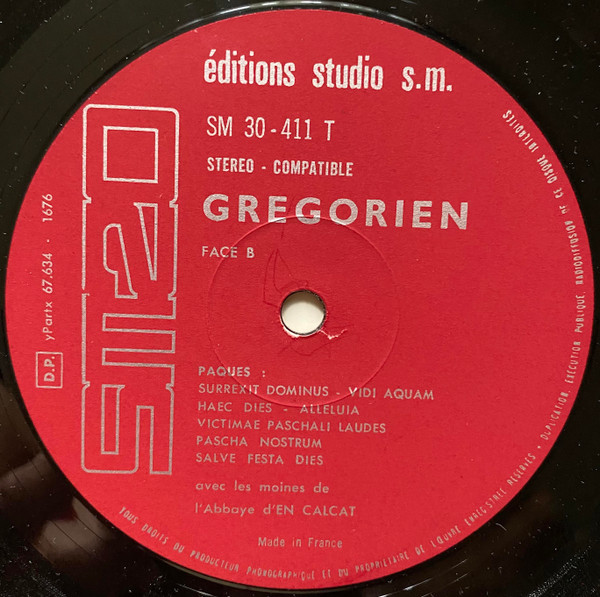 éditions studio s.m.
SM 30-411 T
STEREO - COMPATIBLE
GREGORIEN
FACE B
PAQUES :
SURREXIT DOMINUS - VIDI AQUAM
HAEC DIES - ALLELUIA
VICTIMAE PASCHALI LAUDES
PASCHA NOSTRUM
SALVE FESTA DIES
avec les moines de
l'Abbaye d'EN CALCAT
Made in France
D.P. yPartx 67.634 - 1676
SM20
TOUS DROITS DU PRODUCTEUR PHONOGRAPHIQUE ET DU PROPRIETAIRE DE L'ŒUVRE ENREGISTREE RESERVES • DUPLICATION, EXECUTION PUBLIQUE, RADIODIFFUSION DE CE DISQUE INTERDITES